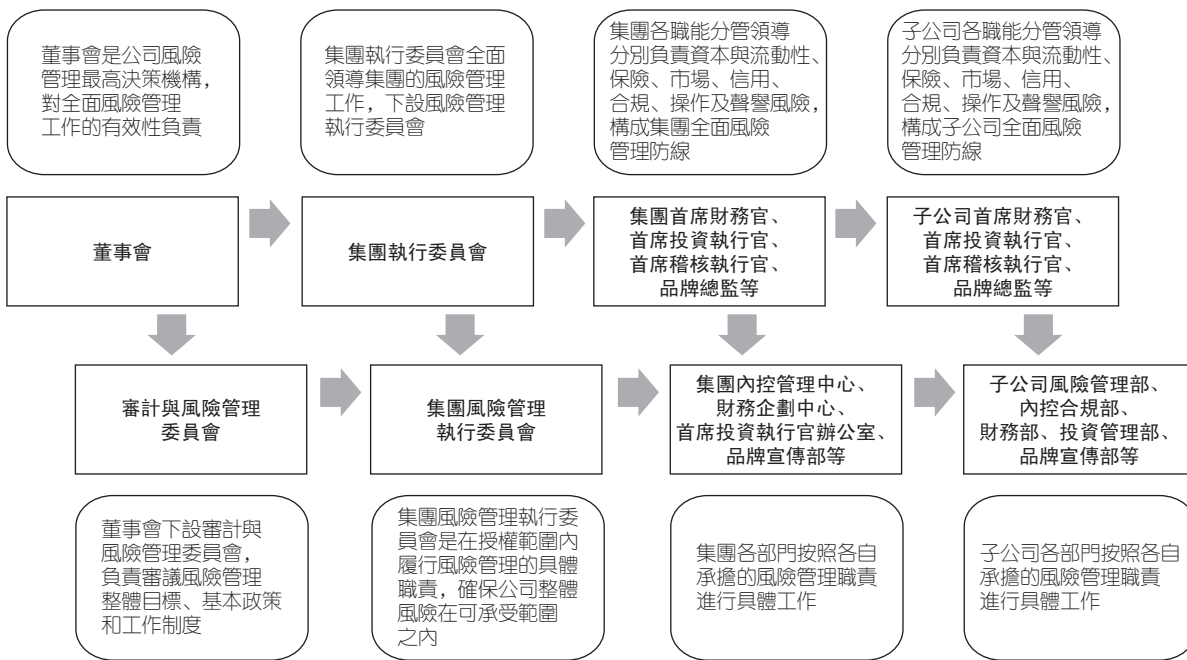 董事會是公司風險
管理最高決策機構，
對全面風險管理
工作的有效性負責
集團執行委員會全面
領導集團的風險管理
工作，下設風險管理
執行委員會
集團各職能分管領導
分別負責資本與流動性、
保險、市場、信用、
合規、操作及聲譽風險，
構成集團全面風險
管理防線
子公司各職能分管領導
分別負責資本與流動性、
保險、市場、信用、
合規、操作及聲譽風險，
構成子公司全面風險
管理防線
董事會
集團執行委員會
集團首席財務官、
首席投資執行官、
首席稽核執行官、
品牌總監等
子公司首席財務官、
首席投資執行官、
首席稽核執行官、
品牌總監等
審計與風險管理
委員會
集團風險管理
執行委員會
集團內控管理中心、
財務企劃中心、
首席投資執行官辦公室、
品牌宣傳部等
子公司風險管理部、
內控合規部、
財務部、投資管理部、
品牌宣傳部等
董事會下設審計與
風險管理委員會，
負責審議風險管理
整體目標、基本政策
和工作制度
集團風險管理執行委
員會是在授權範圍內
履行風險管理的具體
職責，確保公司整體
風險在可承受範圍
之內
集團各部門按照各自
承擔的風險管理職責
進行具體工作
子公司各部門按照各自
承擔的風險管理職責
進行具體工作